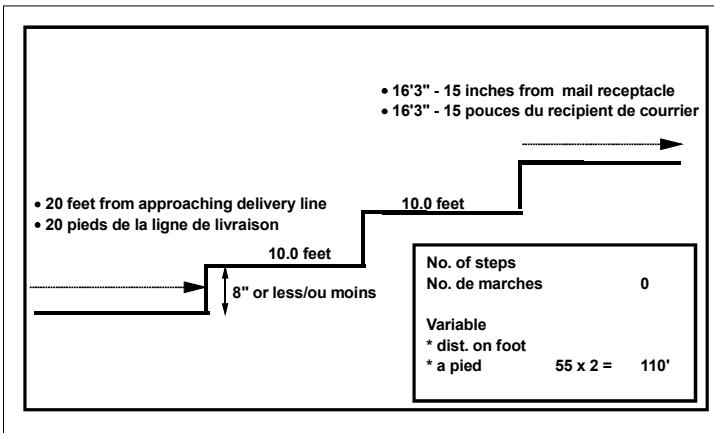 • 16'3" - 15 inches from mail receptacle
• 16'3" - 15 pouces du recipient de courrier
• 20 feet from approaching delivery line
• 20 pieds de la ligne de livraison
10.0 feet
10.0 feet
8" or less/ou moins
No. of steps
No. de marches 0
Variable
* dist. on foot
* a pied 55 x 2 = 110'